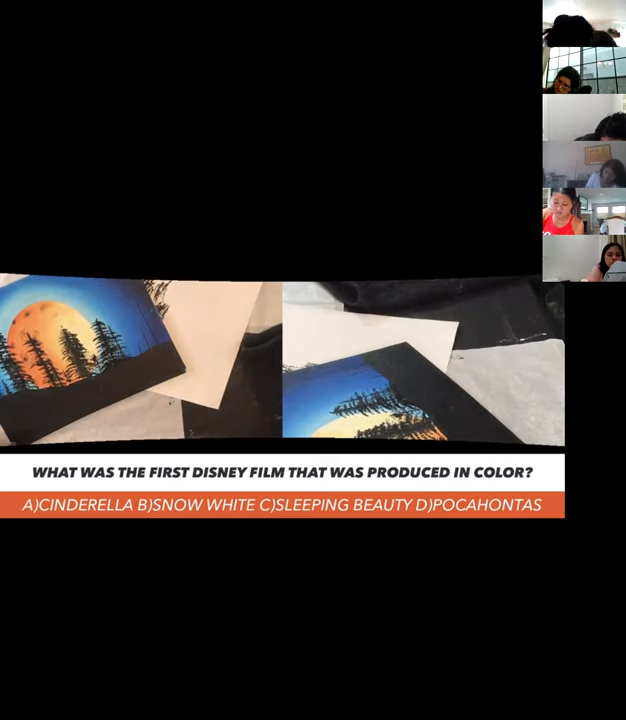 WHAT WAS THE FIRST DISNEY FILM THAT WAS PRODUCED IN COLOR?
A)CINDERELLA B)SNOW WHITE C)SLEEPING BEAUTY D)POCAHONTAS